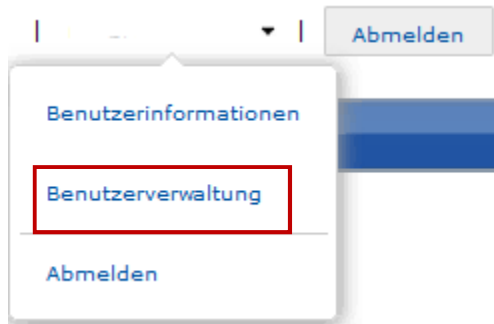 | | Abmelden
Benutzerinformationen
Benutzerverwaltung
Abmelden